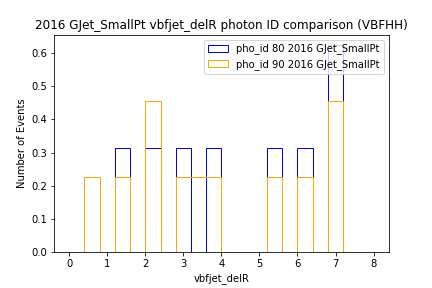 2016 GJet_SmallPt vbfjet_delR photon ID comparison (VBFHH)
pho_id 80 2016 GJet_SmallPt
pho_id 90 2016 GJet_SmallPt
Number of Events
0.6
0.5
0.4
0.3
0.2
0.1
0.0
0 1 2 3 4 5 6 7 8
vbfjet_delR